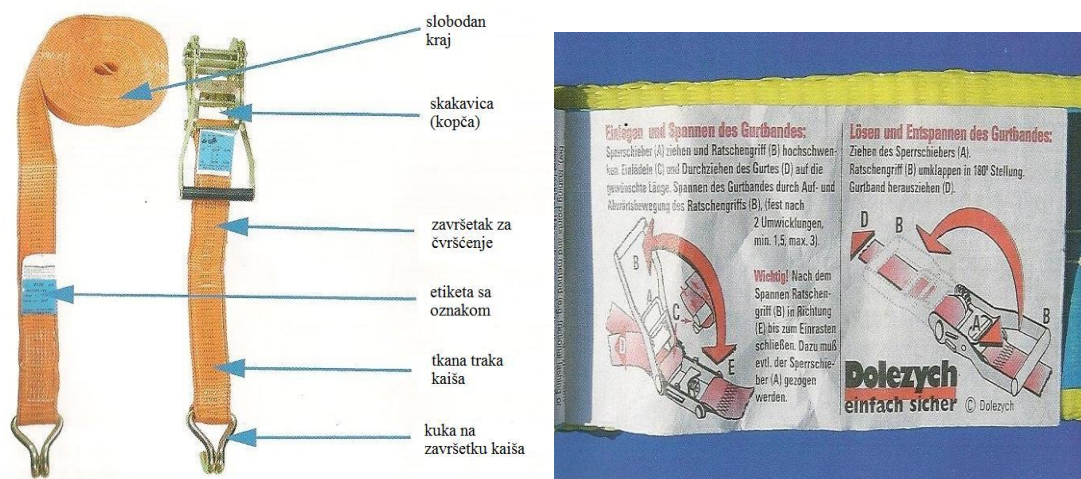 slobodan
kraj
skakavica
(kopča)
završetak za
čvršćenje
etiketa sa
oznakom
tkana traka
kaiša
kuka na
završetku kaiša
Einlegen und Spannen des Gurtbandes:
Sperrschieber (A) ziehen und Ratschengriff (B) hochschwen-
ken. Einfädeln (C) und Durchziehen des Gurtes (D) auf die
gewünschte Länge. Spannen des Gurtbandes durch Auf- und
Abwärtsbewegung des Ratschengriffs (B), (fest nach
2 Umwicklungen,
min. 1,5, max. 3).
Wichtig! Nach dem
Spannen Ratschen-
griff (B) in Richtung
(E) bis zum Einrasten
schließen. Dazu muß
evtl. der Sperrschie-
ber (A) gezogen
werden.
B
A
C
D
E
Lösen und Entspannen des Gurtbandes:
Ziehen des Sperrschiebers (A).
Ratschengriff (B) umklappen in 180° Stellung.
Gurtband herausziehen (D).
D
B
A
B
Dolezych
einfach sicher
© Dolezych